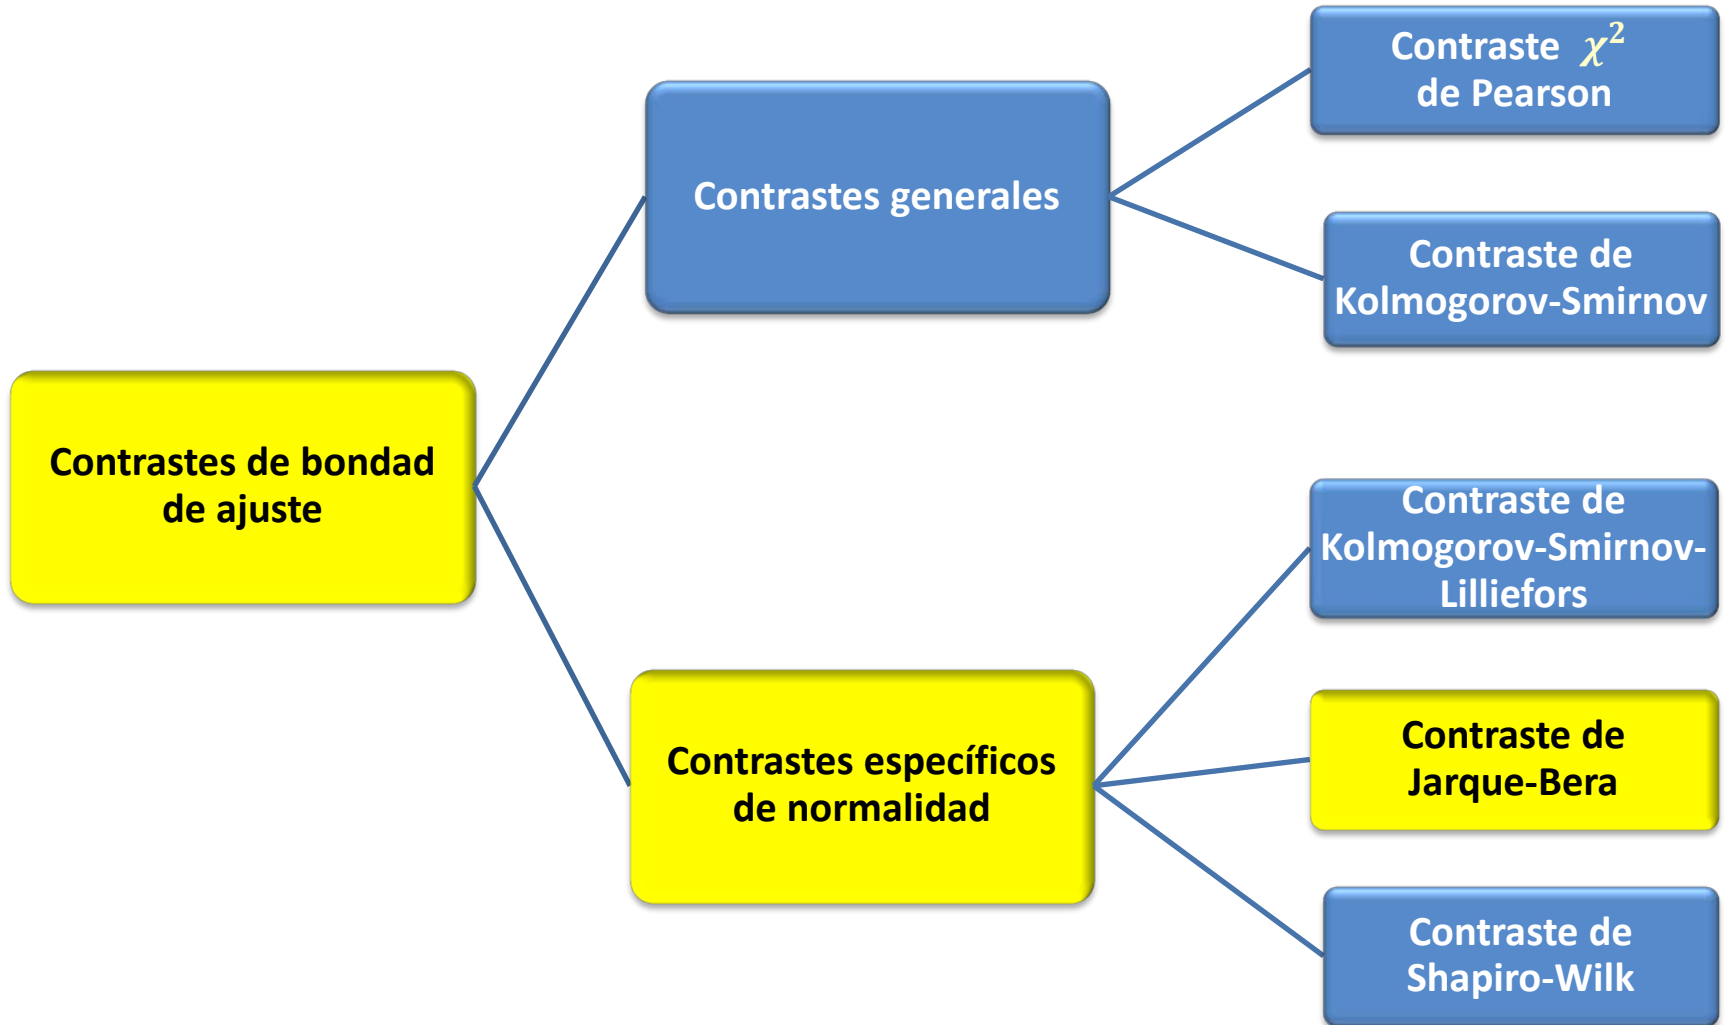 Contraste χ²
de Pearson
Contrastes generales
Contraste de
Kolmogorov-Smirnov
Contrastes de bondad
de ajuste
Contraste de
Kolmogorov-Smirnov-
Lilliefors
Contrastes específicos
de normalidad
Contraste de
Jarque-Bera
Contraste de
Shapiro-Wilk